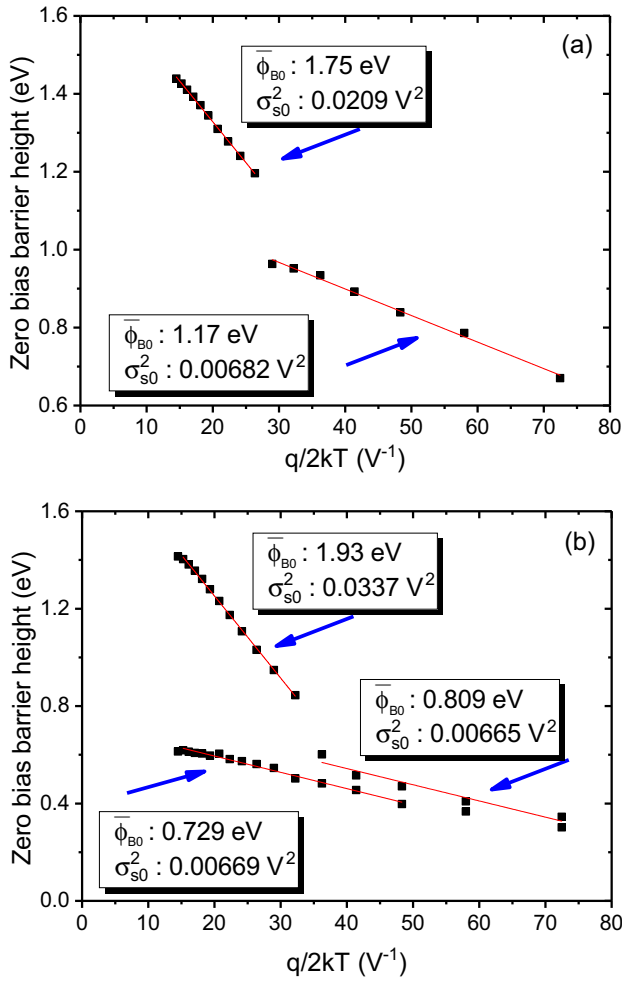 (a)
ϕ̅B0 : 1.75 eV
σ²s0 : 0.0209 V²
ϕ̅B0 : 1.17 eV
σ²s0 : 0.00682 V²
Zero bias barrier height (eV)
1.6
1.4
1.2
1.0
0.8
0.6
0 10 20 30 40 50 60 70 80
q/2kT (V⁻¹)
(b)
ϕ̅B0 : 1.93 eV
σ²s0 : 0.0337 V²
ϕ̅B0 : 0.809 eV
σ²s0 : 0.00665 V²
ϕ̅B0 : 0.729 eV
σ²s0 : 0.00669 V²
Zero bias barrier height (eV)
1.6
1.2
0.8
0.4
0.0
0 10 20 30 40 50 60 70 80
q/2kT (V⁻¹)